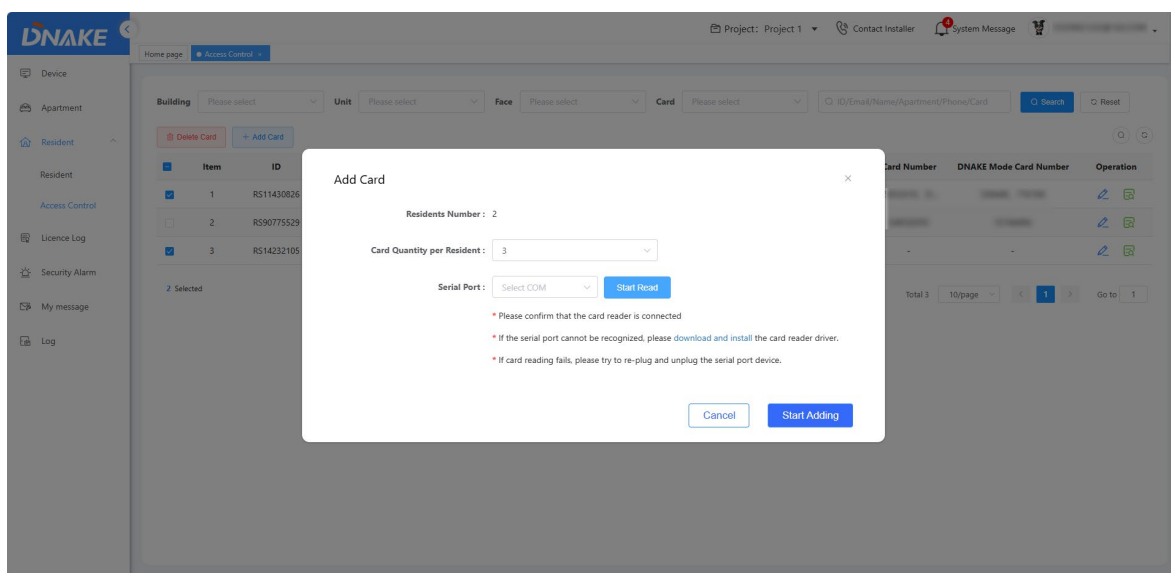 DNAKE
Project: Project 1
Contact Installer
4
System Message
Home page
Access Control ×
Device
Apartment
Resident
Resident
Access Control
Licence Log
Security Alarm
My message
Log
Building Please select Unit Please select Face Please select Card Please select ID/Email/Name/Apartment/Phone/Card Search Reset
Delete Card + Add Card
Item ID Card Number DNAKE Mode Card Number Operation
1 RS11430826
2 RS90775529
3 RS14232105 - -
2 Selected
Total 3 10/page < 1 > Go to 1
Add Card ×
Residents Number : 2
Card Quantity per Resident : 3
Serial Port : Select COM Start Read
* Please confirm that the card reader is connected
* If the serial port cannot be recognized, please download and install the card reader driver.
* If card reading fails, please try to re-plug and unplug the serial port device.
Cancel Start Adding